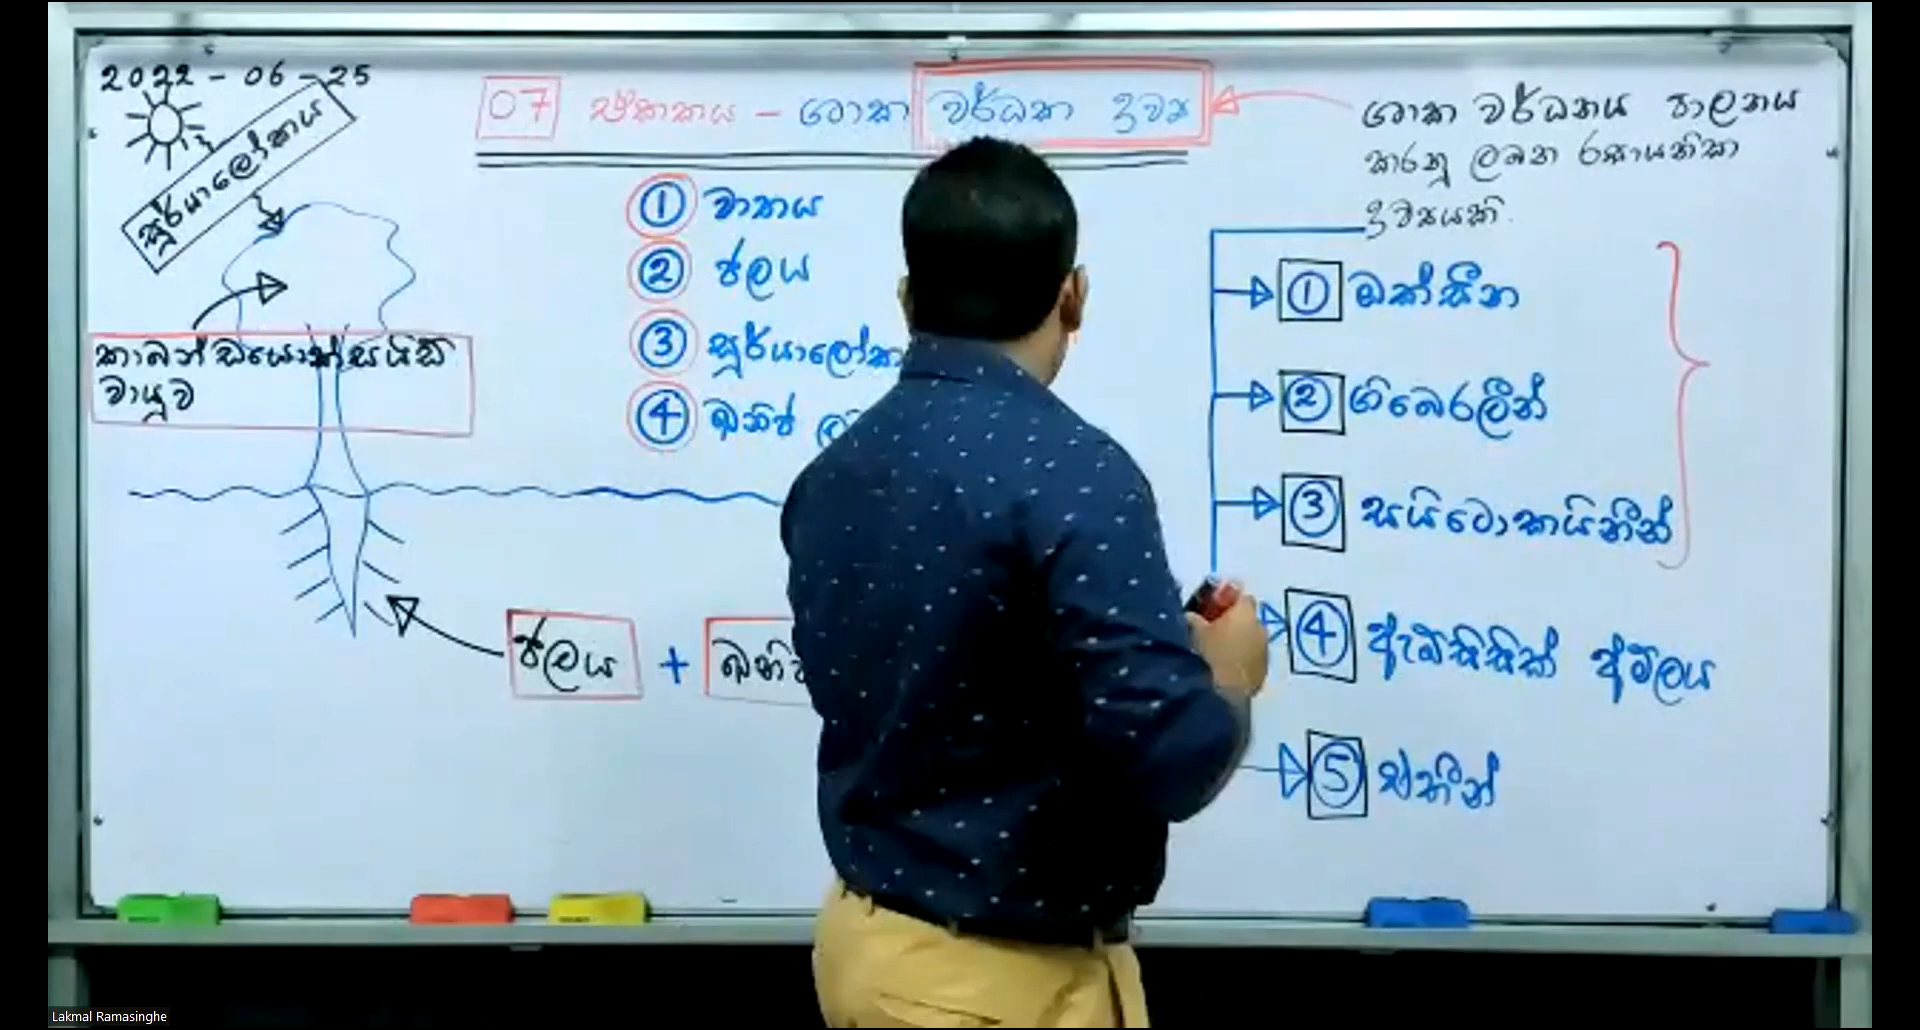 2022 - 06 - 25
සූර්යාලෝකය
07 ඒකකය - බෝග වර්ධක ද්‍රව්‍ය
① වාතය
② ජලය
③ සූර්යාලෝක
④ ඛනිජ ල
කාබන් ඩයොක්සයිඩ්
වායුව
ජලය + ඛනිජ
බෝග වර්ධනය පාලනය
කරනු ලබන රසායනික
ද්‍රව්‍යයකි.
① ඔක්සීන
② ගිබෙරලීන්
③ සයිටොකයිනීන්
④ ඇබ්සිසික් අම්ලය
⑤ එතීන්
Lakmal Ramasinghe